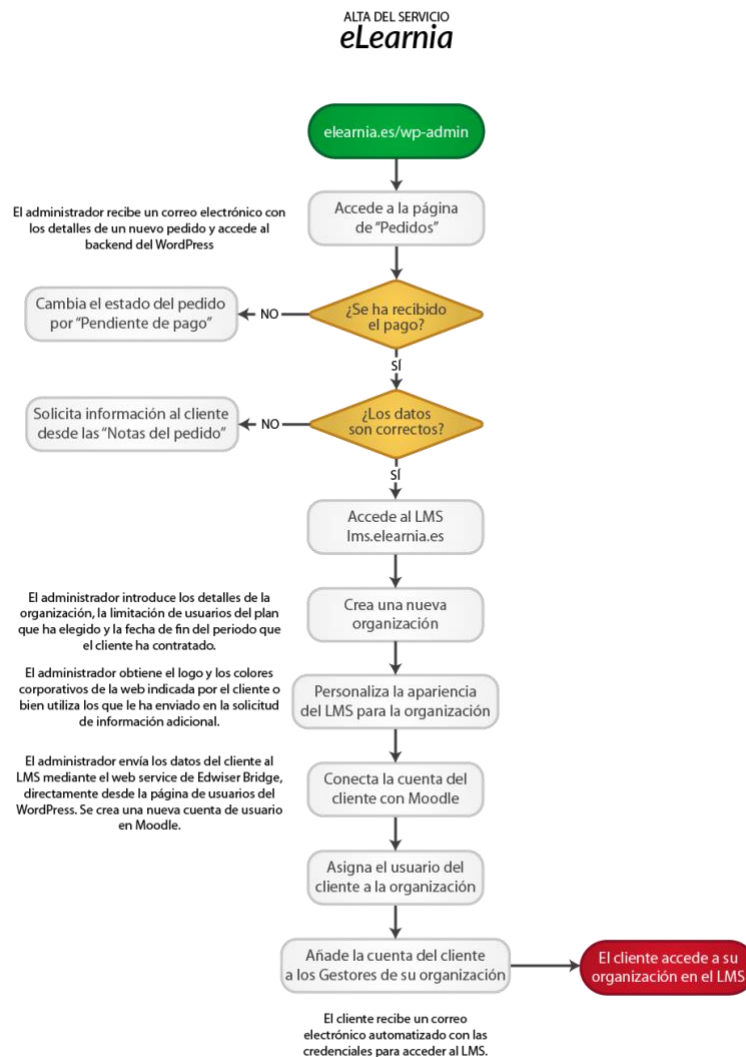 ALTA DEL SERVICIO
eLearnia
elearnia.es/wp-admin
El administrador recibe un correo electrónico con
los detalles de un nuevo pedido y accede al
backend del WordPress
Accede a la página
de "Pedidos"
Cambia el estado del pedido
por "Pendiente de pago"
NO
¿Se ha recibido
el pago?
SÍ
Solicita información al cliente
desde las "Notas del pedido"
NO
¿Los datos
son correctos?
SÍ
Accede al LMS
lms.elearnia.es
El administrador introduce los detalles de la
organización, la limitación de usuarios del plan
que ha elegido y la fecha de fin del periodo que
el cliente ha contratado.
Crea una nueva
organización
El administrador obtiene el logo y los colores
corporativos de la web indicada por el cliente o
bien utiliza los que le ha enviado en la solicitud
de información adicional.
Personaliza la apariencia
del LMS para la organización
El administrador envía los datos del cliente al
LMS mediante el web service de Edwiser Bridge,
directamente desde la página de usuarios del
WordPress. Se crea una nueva cuenta de usuario
en Moodle.
Conecta la cuenta del
cliente con Moodle
Asigna el usuario del
cliente a la organización
Añade la cuenta del cliente
a los Gestores de su organización
El cliente accede a su
organización en el LMS
El cliente recibe un correo
electrónico automatizado con las
credenciales para acceder al LMS.